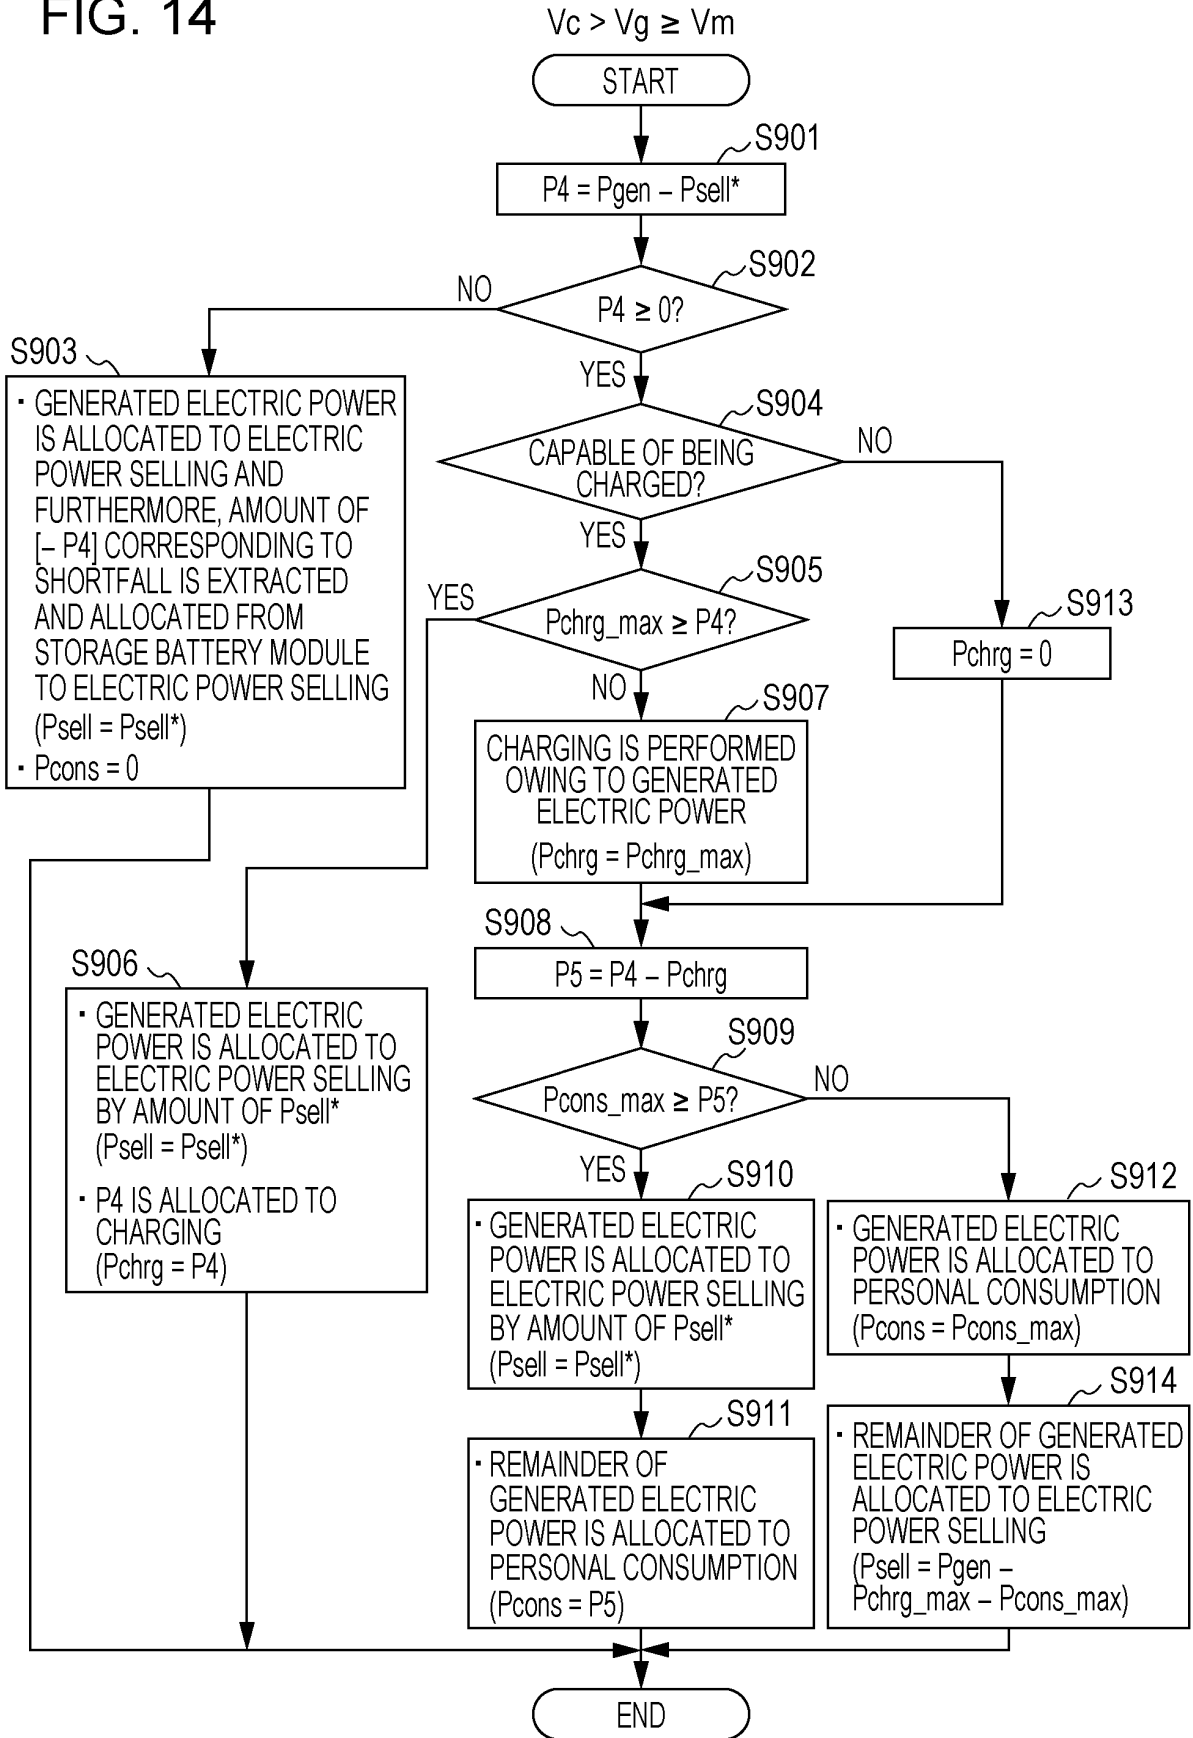 FIG. 14
Vc > Vg ≥ Vm
START
S901
P4 = Pgen – Psell*
S902
P4 ≥ 0?
NO
YES
S903
· GENERATED ELECTRIC POWER
IS ALLOCATED TO ELECTRIC
POWER SELLING AND
FURTHERMORE, AMOUNT OF
[– P4] CORRESPONDING TO
SHORTFALL IS EXTRACTED
AND ALLOCATED FROM
STORAGE BATTERY MODULE
TO ELECTRIC POWER SELLING
(Psell = Psell*)
· Pcons = 0
S904
CAPABLE OF BEING
CHARGED?
NO
YES
S905
Pchrg_max ≥ P4?
YES
NO
S913
Pchrg = 0
S907
CHARGING IS PERFORMED
OWING TO GENERATED
ELECTRIC POWER
(Pchrg = Pchrg_max)
S908
P5 = P4 – Pchrg
S906
· GENERATED ELECTRIC
POWER IS ALLOCATED TO
ELECTRIC POWER SELLING
BY AMOUNT OF Psell*
(Psell = Psell*)
· P4 IS ALLOCATED TO
CHARGING
(Pchrg = P4)
S909
Pcons_max ≥ P5?
NO
YES
S910
· GENERATED ELECTRIC
POWER IS ALLOCATED TO
ELECTRIC POWER SELLING
BY AMOUNT OF Psell*
(Psell = Psell*)
S912
· GENERATED ELECTRIC
POWER IS ALLOCATED TO
PERSONAL CONSUMPTION
(Pcons = Pcons_max)
S911
· REMAINDER OF
GENERATED ELECTRIC
POWER IS ALLOCATED TO
PERSONAL CONSUMPTION
(Pcons = P5)
S914
· REMAINDER OF GENERATED
ELECTRIC POWER IS
ALLOCATED TO ELECTRIC
POWER SELLING
(Psell = Pgen –
Pchrg_max – Pcons_max)
END